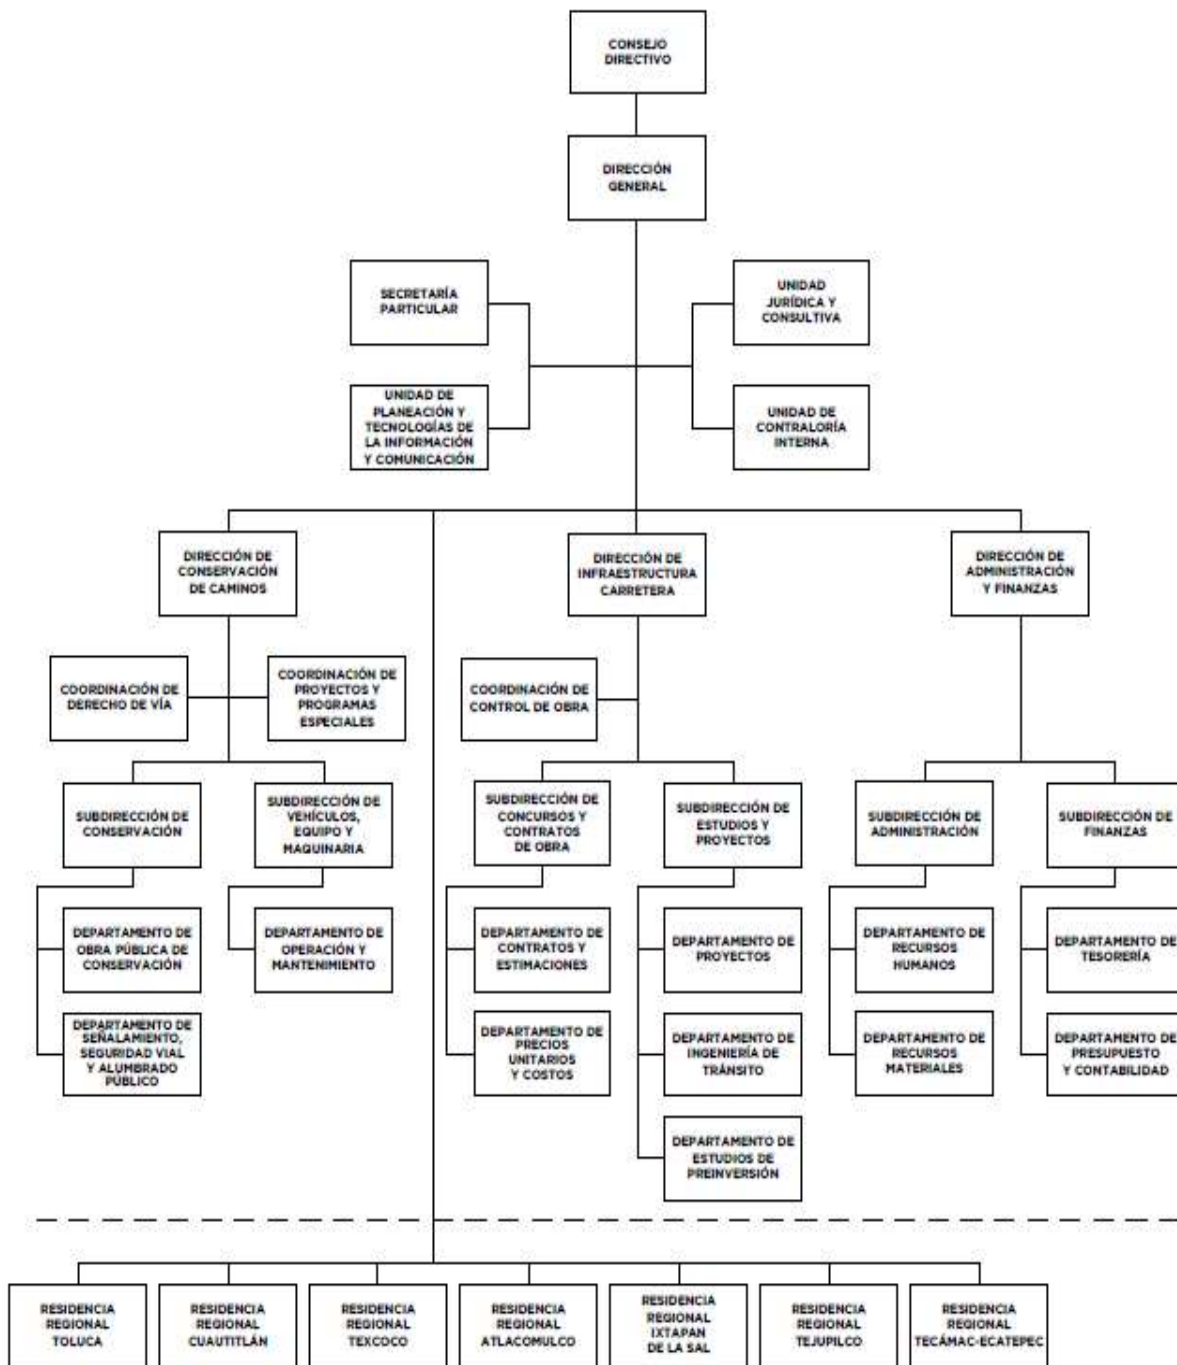 CONSEJO
DIRECTIVO
DIRECCIÓN
GENERAL
SECRETARÍA
PARTICULAR
UNIDAD
JURÍDICA Y
CONSULTIVA
UNIDAD DE
PLANEACIÓN Y
TECNOLOGÍAS DE
LA INFORMACIÓN
Y COMUNICACIÓN
UNIDAD DE
CONTRALORÍA
INTERNA
DIRECCIÓN DE
CONSERVACIÓN
DE CAMINOS
DIRECCIÓN DE
INFRAESTRUCTURA
CARRETERA
DIRECCIÓN DE
ADMINISTRACIÓN
Y FINANZAS
COORDINACIÓN DE
DERECHO DE VÍA
COORDINACIÓN DE
PROYECTOS Y
PROGRAMAS
ESPECIALES
COORDINACIÓN DE
CONTROL DE OBRA
SUBDIRECCIÓN DE
CONSERVACIÓN
SUBDIRECCIÓN DE
VEHÍCULOS,
EQUIPO Y
MAQUINARIA
SUBDIRECCIÓN DE
CONCURSOS Y
CONTRATOS
DE OBRA
SUBDIRECCIÓN DE
ESTUDIOS Y
PROYECTOS
SUBDIRECCIÓN DE
ADMINISTRACIÓN
SUBDIRECCIÓN DE
FINANZAS
DEPARTAMENTO DE
OBRA PÚBLICA DE
CONSERVACIÓN
DEPARTAMENTO DE
OPERACIÓN Y
MANTENIMIENTO
DEPARTAMENTO DE
CONTRATOS Y
ESTIMACIONES
DEPARTAMENTO DE
PROYECTOS
DEPARTAMENTO DE
RECURSOS
HUMANOS
DEPARTAMENTO DE
TESORERÍA
DEPARTAMENTO DE
SEÑALAMIENTO,
SEGURIDAD VIAL
Y ALUMBRADO
PÚBLICO
DEPARTAMENTO DE
PRECIOS
UNITARIOS
Y COSTOS
DEPARTAMENTO DE
INGENIERÍA DE
TRÁNSITO
DEPARTAMENTO DE
RECURSOS
MATERIALES
DEPARTAMENTO DE
PRESUPUESTO
Y CONTABILIDAD
DEPARTAMENTO DE
ESTUDIOS DE
PREINVERSIÓN
RESIDENCIA
REGIONAL
TOLUCA
RESIDENCIA
REGIONAL
CUAUTITLÁN
RESIDENCIA
REGIONAL
TEXCOCO
RESIDENCIA
REGIONAL
ATLACOMULCO
RESIDENCIA
REGIONAL
IXTAPAN
DE LA SAL
RESIDENCIA
REGIONAL
TEJUPILCO
RESIDENCIA
REGIONAL
TECÁMAC-ECATEPEC